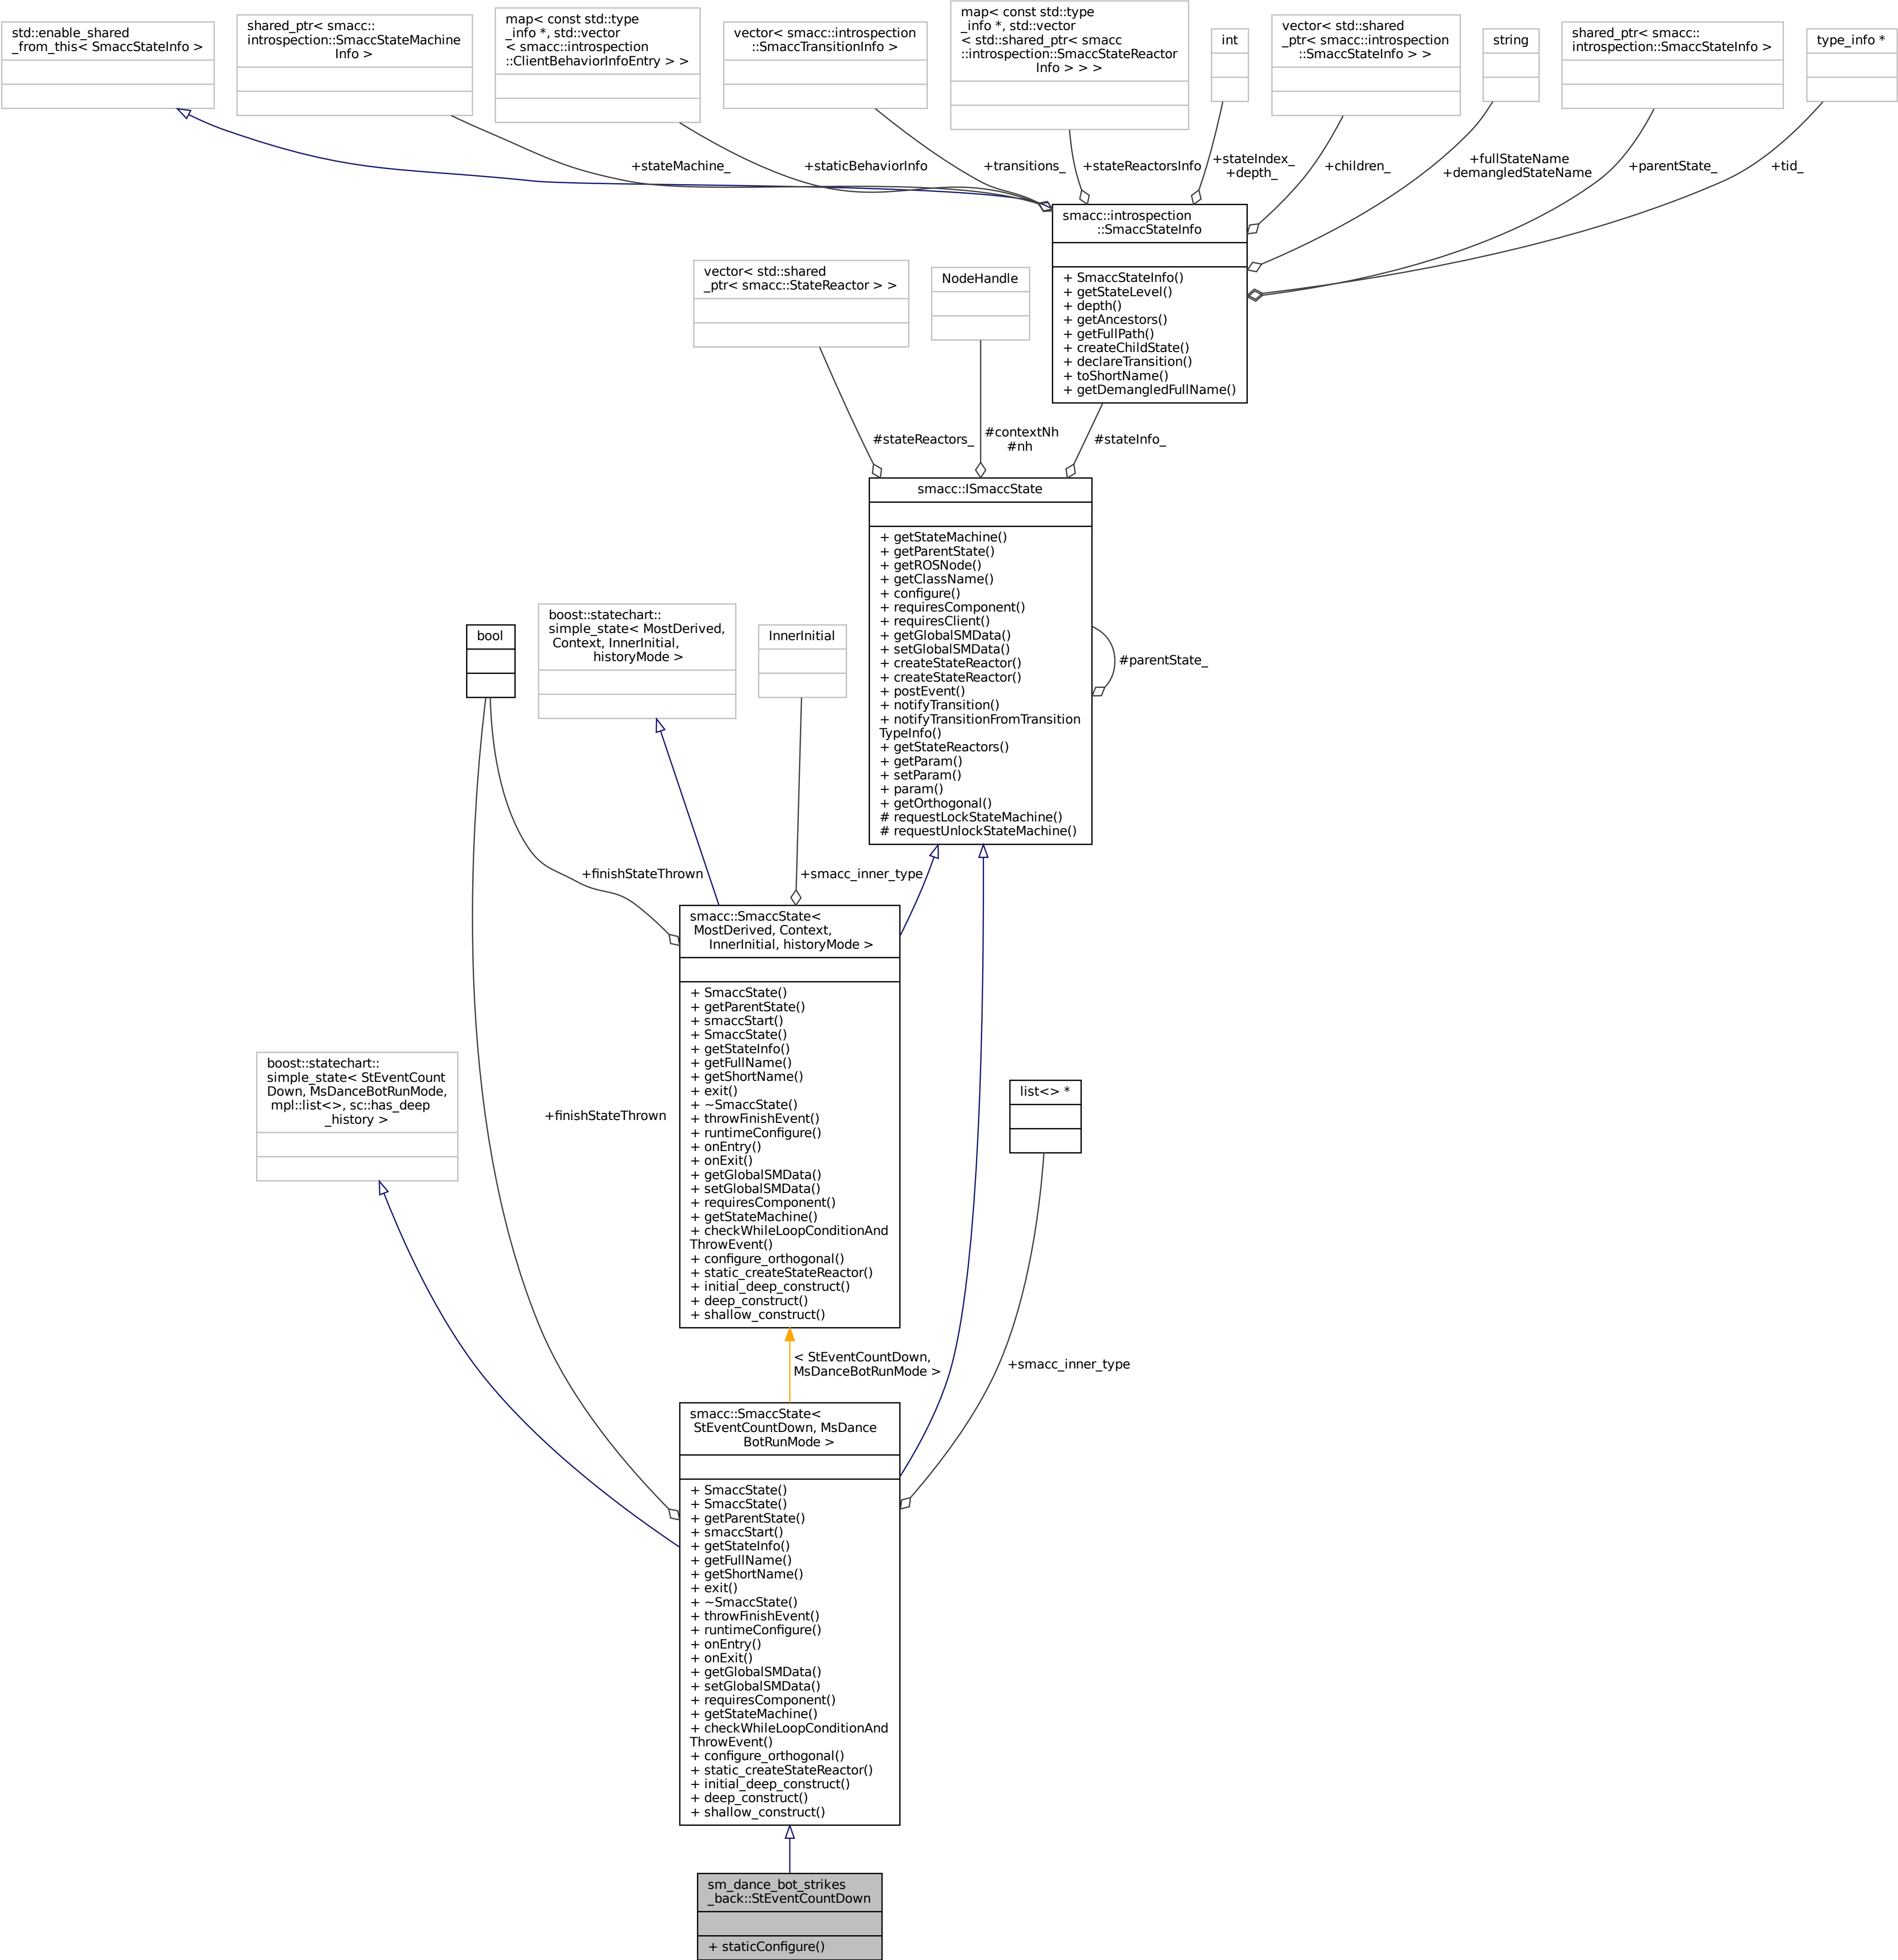 std::enable_shared
_from_this< SmaccStateInfo >
shared_ptr< smacc::
introspection::SmaccStateMachine
Info >
map< const std::type
_info *, std::vector
< smacc::introspection
::ClientBehaviorInfoEntry > >
vector< smacc::introspection
::SmaccTransitionInfo >
map< const std::type
_info *, std::vector
< std::shared_ptr< smacc
::introspection::SmaccStateReactor
Info > > >
int
vector< std::shared
_ptr< smacc::introspection
::SmaccStateInfo > >
string
shared_ptr< smacc::
introspection::SmaccStateInfo >
type_info *
+stateMachine_
+staticBehaviorInfo
+transitions_
+stateReactorsInfo
+stateIndex_
+depth_
+children_
+fullStateName
+demangledStateName
+parentState_
+tid_
smacc::introspection
::SmaccStateInfo
+ SmaccStateInfo()
+ getStateLevel()
+ depth()
+ getAncestors()
+ getFullPath()
+ createChildState()
+ declareTransition()
+ toShortName()
+ getDemangledFullName()
vector< std::shared
_ptr< smacc::StateReactor > >
NodeHandle
#stateReactors_
#contextNh
#nh
#stateInfo_
smacc::ISmaccState
+ getStateMachine()
+ getParentState()
+ getROSNode()
+ getClassName()
+ configure()
+ requiresComponent()
+ requiresClient()
+ getGlobalSMData()
+ setGlobalSMData()
+ createStateReactor()
+ createStateReactor()
+ postEvent()
+ notifyTransition()
+ notifyTransitionFromTransition
TypeInfo()
+ getStateReactors()
+ getParam()
+ setParam()
+ param()
+ getOrthogonal()
# requestLockStateMachine()
# requestUnlockStateMachine()
#parentState_
bool
boost::statechart::
simple_state< MostDerived,
Context, InnerInitial,
historyMode >
InnerInitial
+finishStateThrown
+smacc_inner_type
smacc::SmaccState<
MostDerived, Context,
InnerInitial, historyMode >
+ SmaccState()
+ getParentState()
+ smaccStart()
+ SmaccState()
+ getStateInfo()
+ getFullName()
+ getShortName()
+ exit()
+ ~SmaccState()
+ throwFinishEvent()
+ runtimeConfigure()
+ onEntry()
+ onExit()
+ getGlobalSMData()
+ setGlobalSMData()
+ requiresComponent()
+ getStateMachine()
+ checkWhileLoopConditionAnd
ThrowEvent()
+ configure_orthogonal()
+ static_createStateReactor()
+ initial_deep_construct()
+ deep_construct()
+ shallow_construct()
boost::statechart::
simple_state< StEventCount
Down, MsDanceBotRunMode,
mpl::list<>, sc::has_deep
_history >
+finishStateThrown
list<> *
< StEventCountDown,
MsDanceBotRunMode >
+smacc_inner_type
smacc::SmaccState<
StEventCountDown, MsDance
BotRunMode >
+ SmaccState()
+ SmaccState()
+ getParentState()
+ smaccStart()
+ getStateInfo()
+ getFullName()
+ getShortName()
+ exit()
+ ~SmaccState()
+ throwFinishEvent()
+ runtimeConfigure()
+ onEntry()
+ onExit()
+ getGlobalSMData()
+ setGlobalSMData()
+ requiresComponent()
+ getStateMachine()
+ checkWhileLoopConditionAnd
ThrowEvent()
+ configure_orthogonal()
+ static_createStateReactor()
+ initial_deep_construct()
+ deep_construct()
+ shallow_construct()
sm_dance_bot_strikes
_back::StEventCountDown
+ staticConfigure()